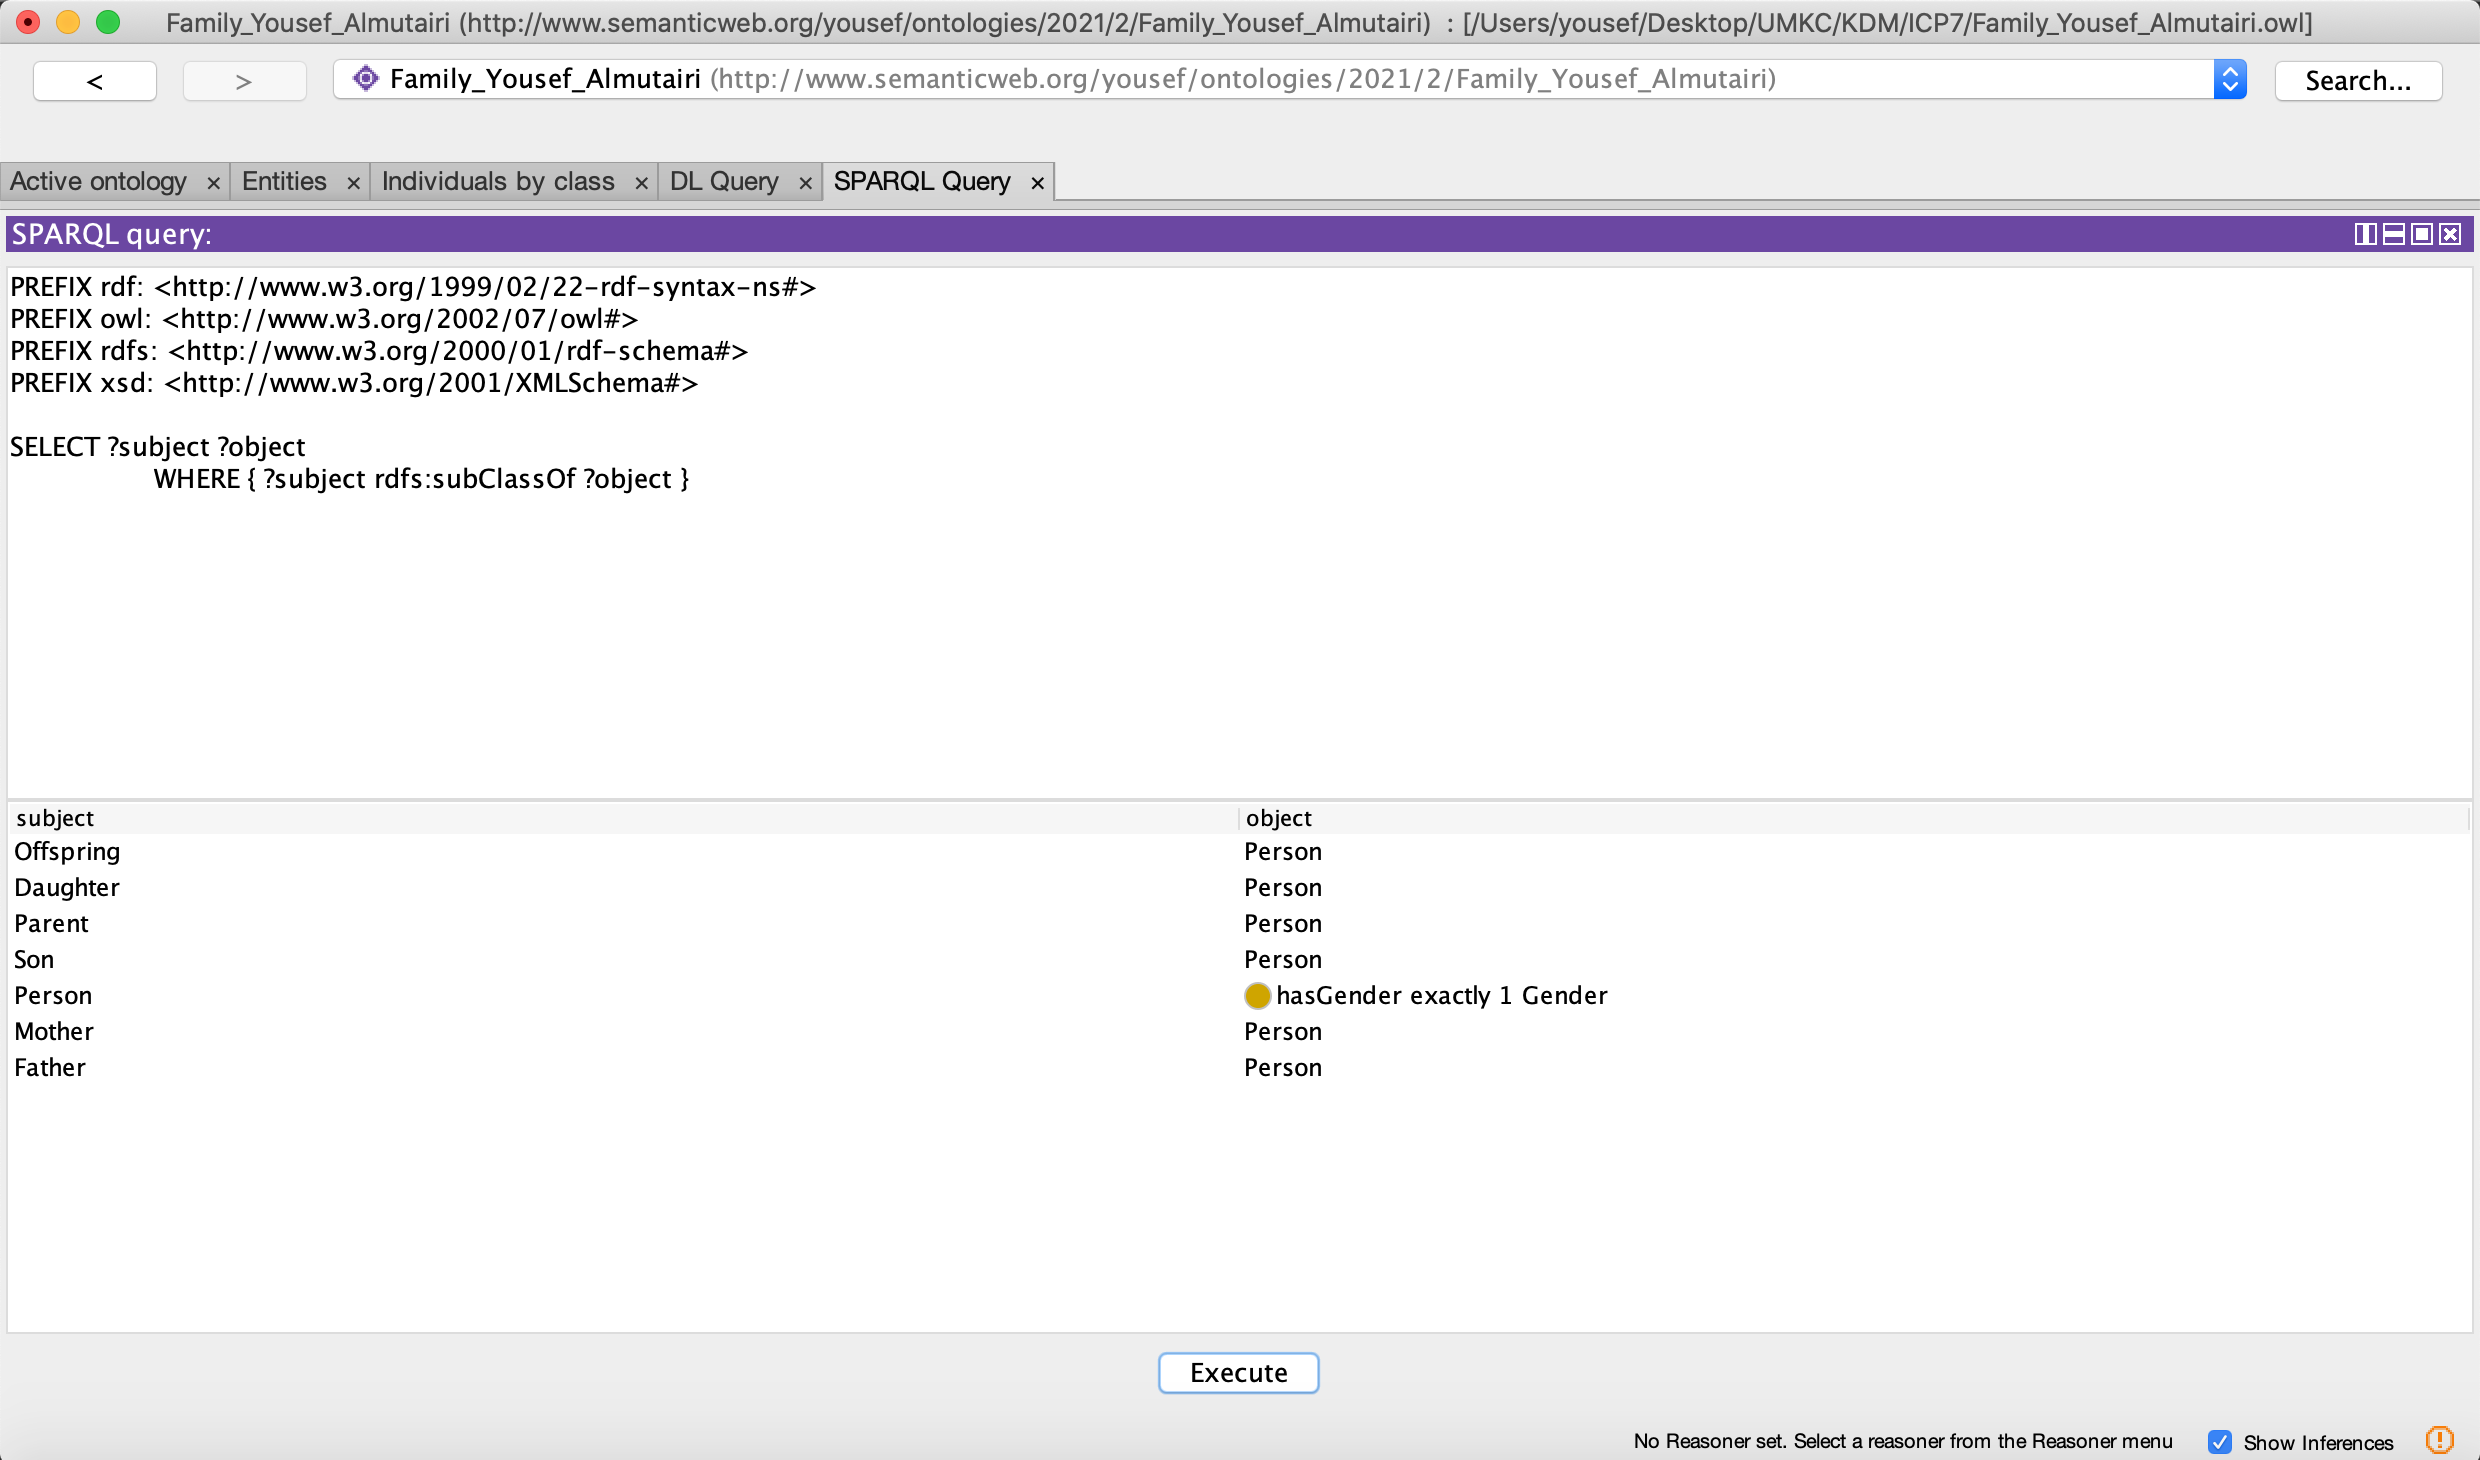 Family_Yousef_Almutairi (http://www.semanticweb.org/yousef/ontologies/2021/2/Family_Yousef_Almutairi) : [/Users/yousef/Desktop/UMKC/KDM/ICP7/Family_Yousef_Almutairi.owl]
< > Family_Yousef_Almutairi (http://www.semanticweb.org/yousef/ontologies/2021/2/Family_Yousef_Almutairi) Search...
Active ontology × Entities × Individuals by class × DL Query × SPARQL Query ×
SPARQL query:
PREFIX rdf: <http://www.w3.org/1999/02/22-rdf-syntax-ns#>
PREFIX owl: <http://www.w3.org/2002/07/owl#>
PREFIX rdfs: <http://www.w3.org/2000/01/rdf-schema#>
PREFIX xsd: <http://www.w3.org/2001/XMLSchema#>
SELECT ?subject ?object
WHERE { ?subject rdfs:subClassOf ?object }
subject object
Offspring Person
Daughter Person
Parent Person
Son Person
Person hasGender exactly 1 Gender
Mother Person
Father Person
Execute
No Reasoner set. Select a reasoner from the Reasoner menu Show Inferences